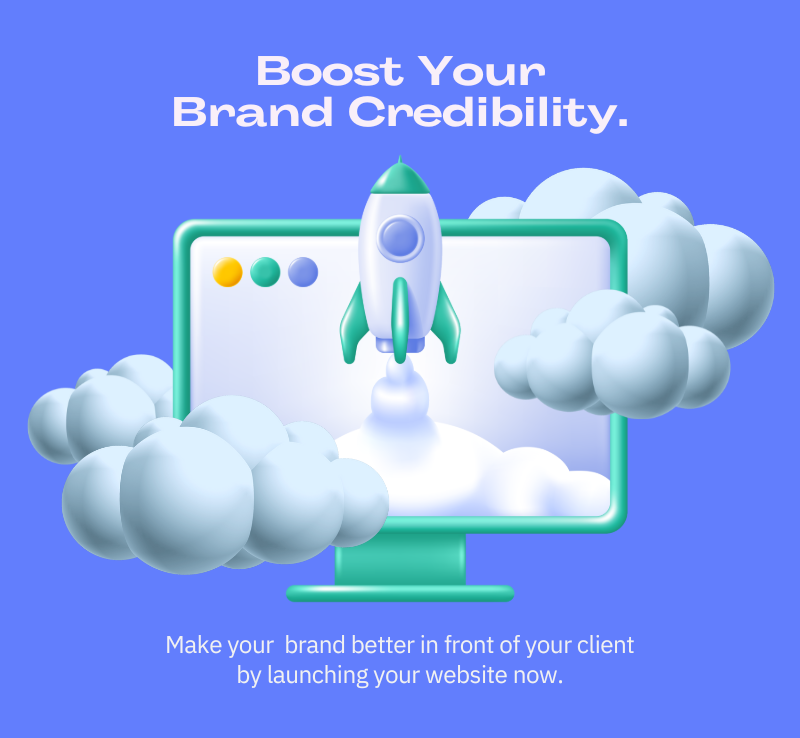 Boost Your
Brand Credibility.
Make your  brand better in front of your client
by launching your website now.